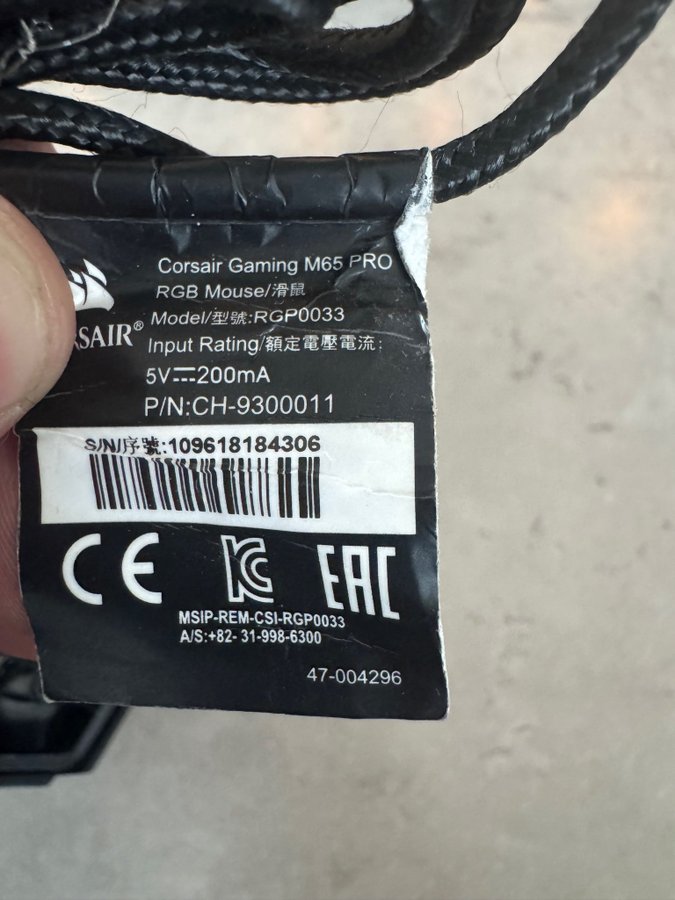 Corsair Gaming M65 PRO
RGB Mouse/滑鼠
Model/型號:RGP0033
SAIR®
Input Rating/額定電壓電流:
5V⎓200mA
P/N:CH-9300011
S/N/序號:109618184306
CE
KC
EAC
MSIP-REM-CSI-RGP0033
A/S:+82- 31-998-6300
47-004296